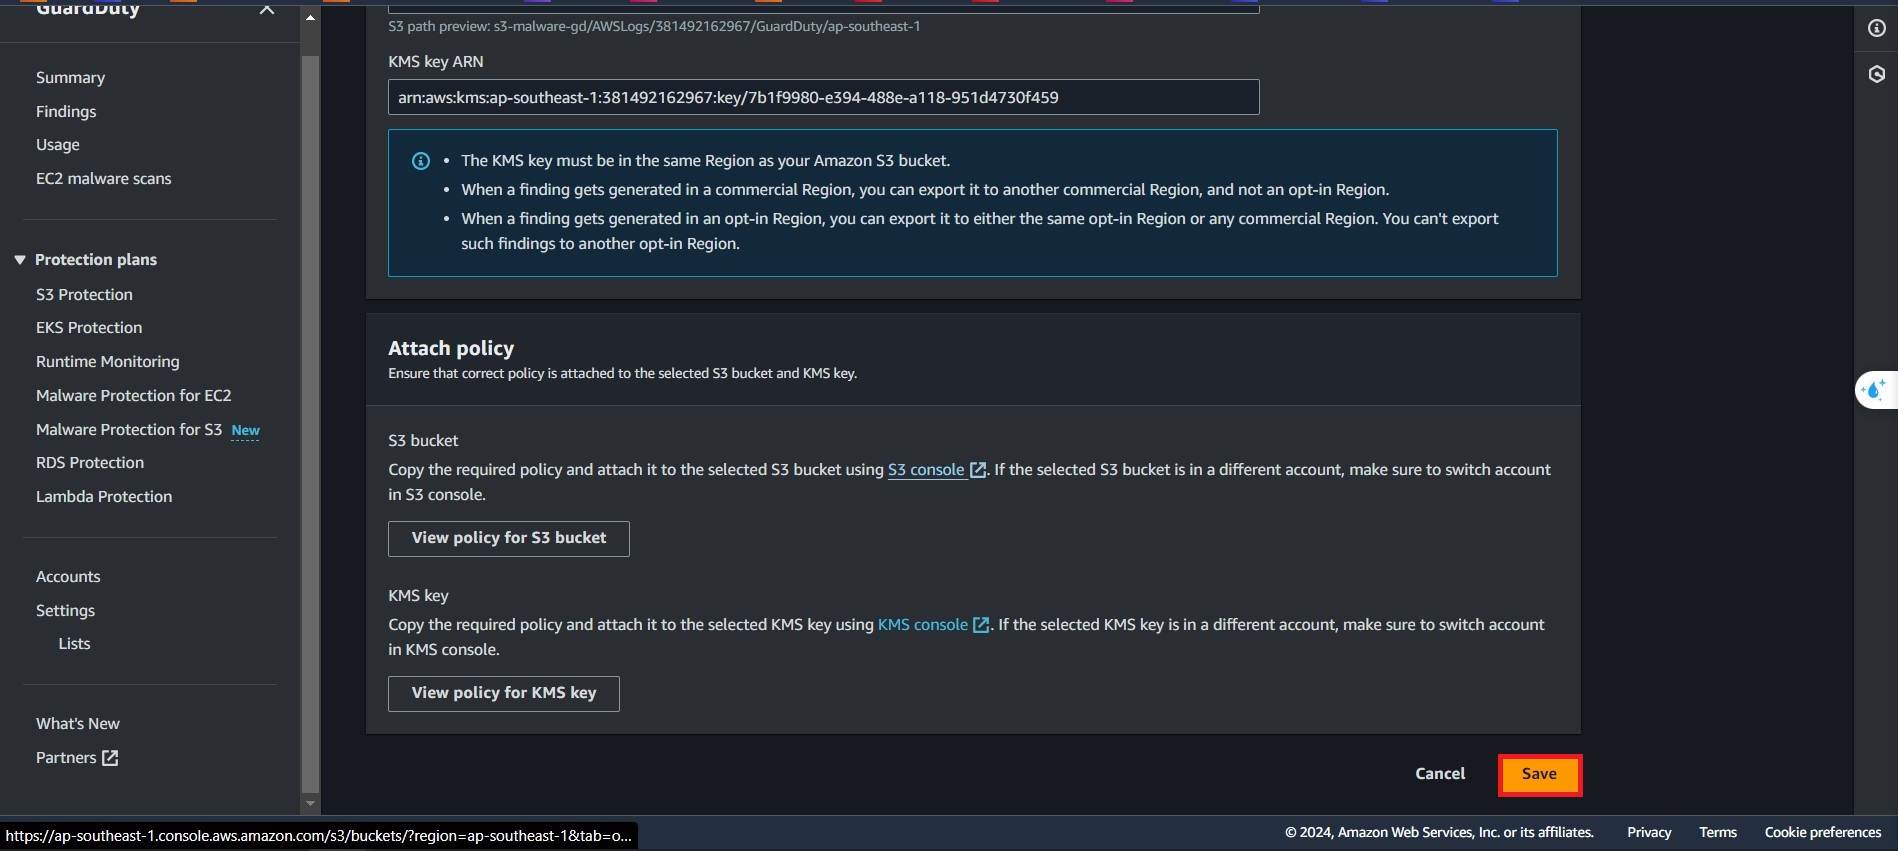 GuardDuty
Summary
Findings
Usage
EC2 malware scans
Protection plans
S3 Protection
EKS Protection
Runtime Monitoring
Malware Protection for EC2
Malware Protection for S3 New
RDS Protection
Lambda Protection
Accounts
Settings
Lists
What's New
Partners
S3 path preview: s3-malware-gd/AWSLogs/381492162967/GuardDuty/ap-southeast-1
KMS key ARN
arn:aws:kms:ap-southeast-1:381492162967:key/7b1f9980-e394-488e-a118-951d4730f459
• The KMS key must be in the same Region as your Amazon S3 bucket.
• When a finding gets generated in a commercial Region, you can export it to another commercial Region, and not an opt-in Region.
• When a finding gets generated in an opt-in Region, you can export it to either the same opt-in Region or any commercial Region. You can't export
such findings to another opt-in Region.
Attach policy
Ensure that correct policy is attached to the selected S3 bucket and KMS key.
S3 bucket
Copy the required policy and attach it to the selected S3 bucket using S3 console. If the selected S3 bucket is in a different account, make sure to switch account
in S3 console.
View policy for S3 bucket
KMS key
Copy the required policy and attach it to the selected KMS key using KMS console. If the selected KMS key is in a different account, make sure to switch account
in KMS console.
View policy for KMS key
Cancel
Save
https://ap-southeast-1.console.aws.amazon.com/s3/buckets/?region=ap-southeast-1&tab=o...
© 2024, Amazon Web Services, Inc. or its affiliates.
Privacy
Terms
Cookie preferences